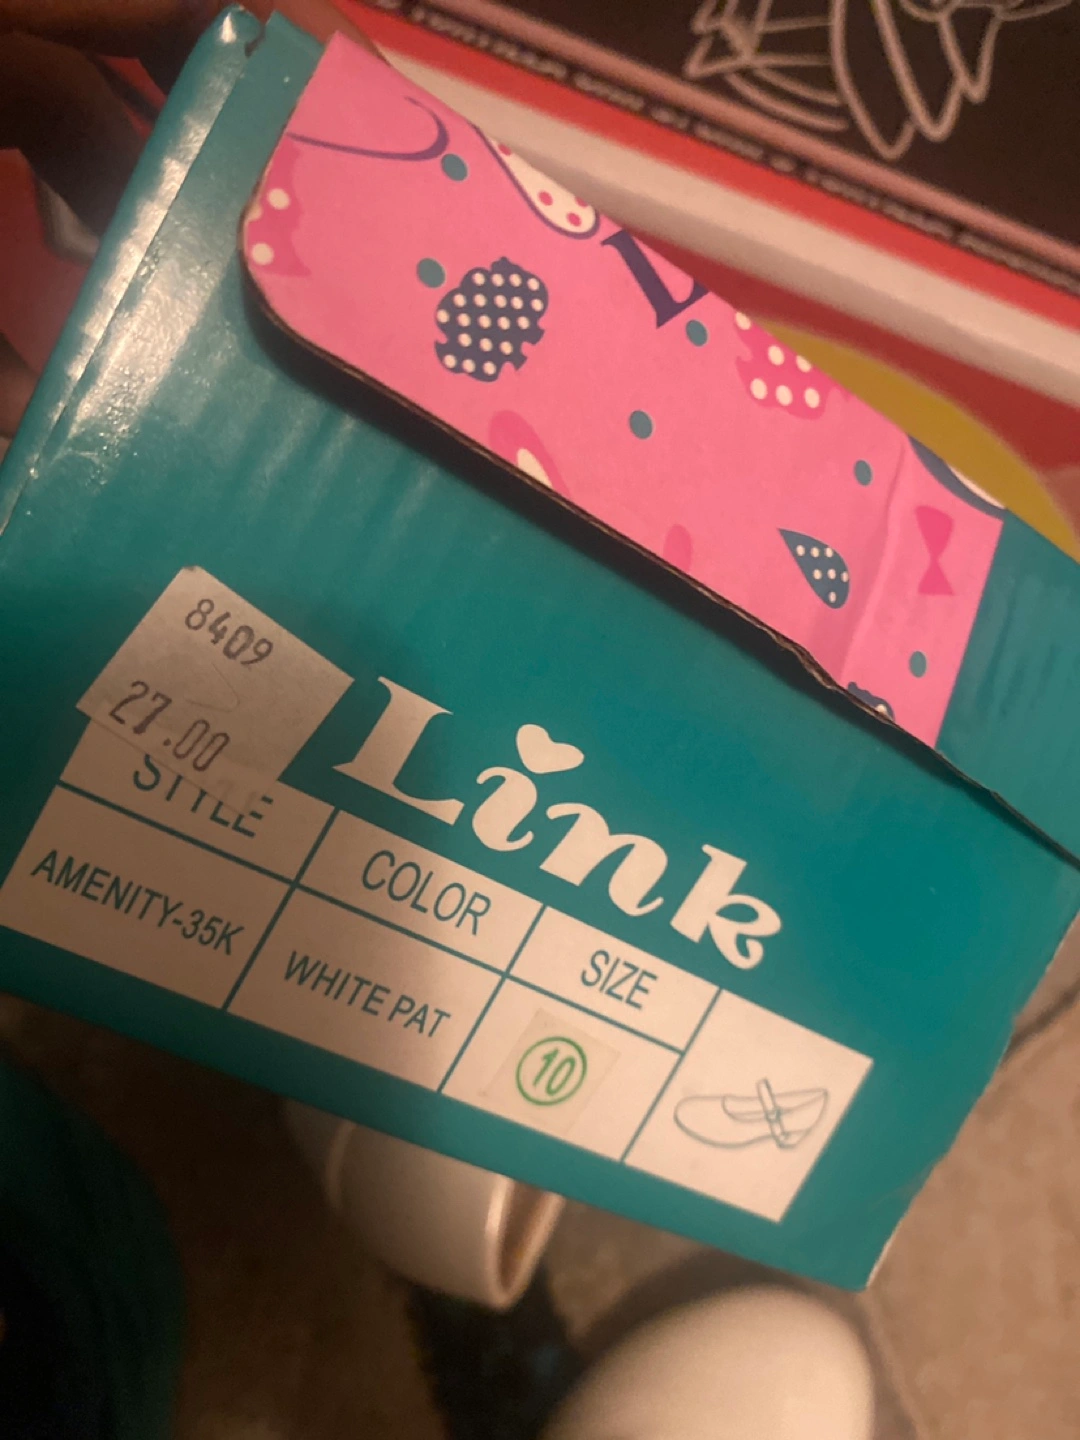 L
8409
27.00
Link
STYLE
COLOR
SIZE
AMENITY-35K
WHITE PAT
10